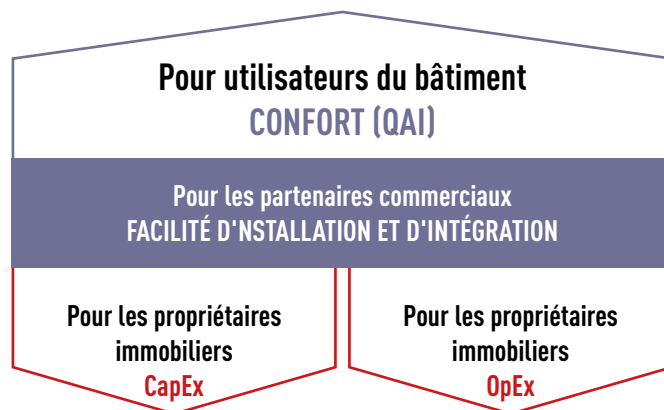 Pour utilisateurs du bâtiment
CONFORT (QAI)
Pour les partenaires commerciaux
FACILITÉ D'NSTALLATION ET D'INTÉGRATION
Pour les propriétaires
immobiliers
CapEx
Pour les propriétaires
immobiliers
OpEx